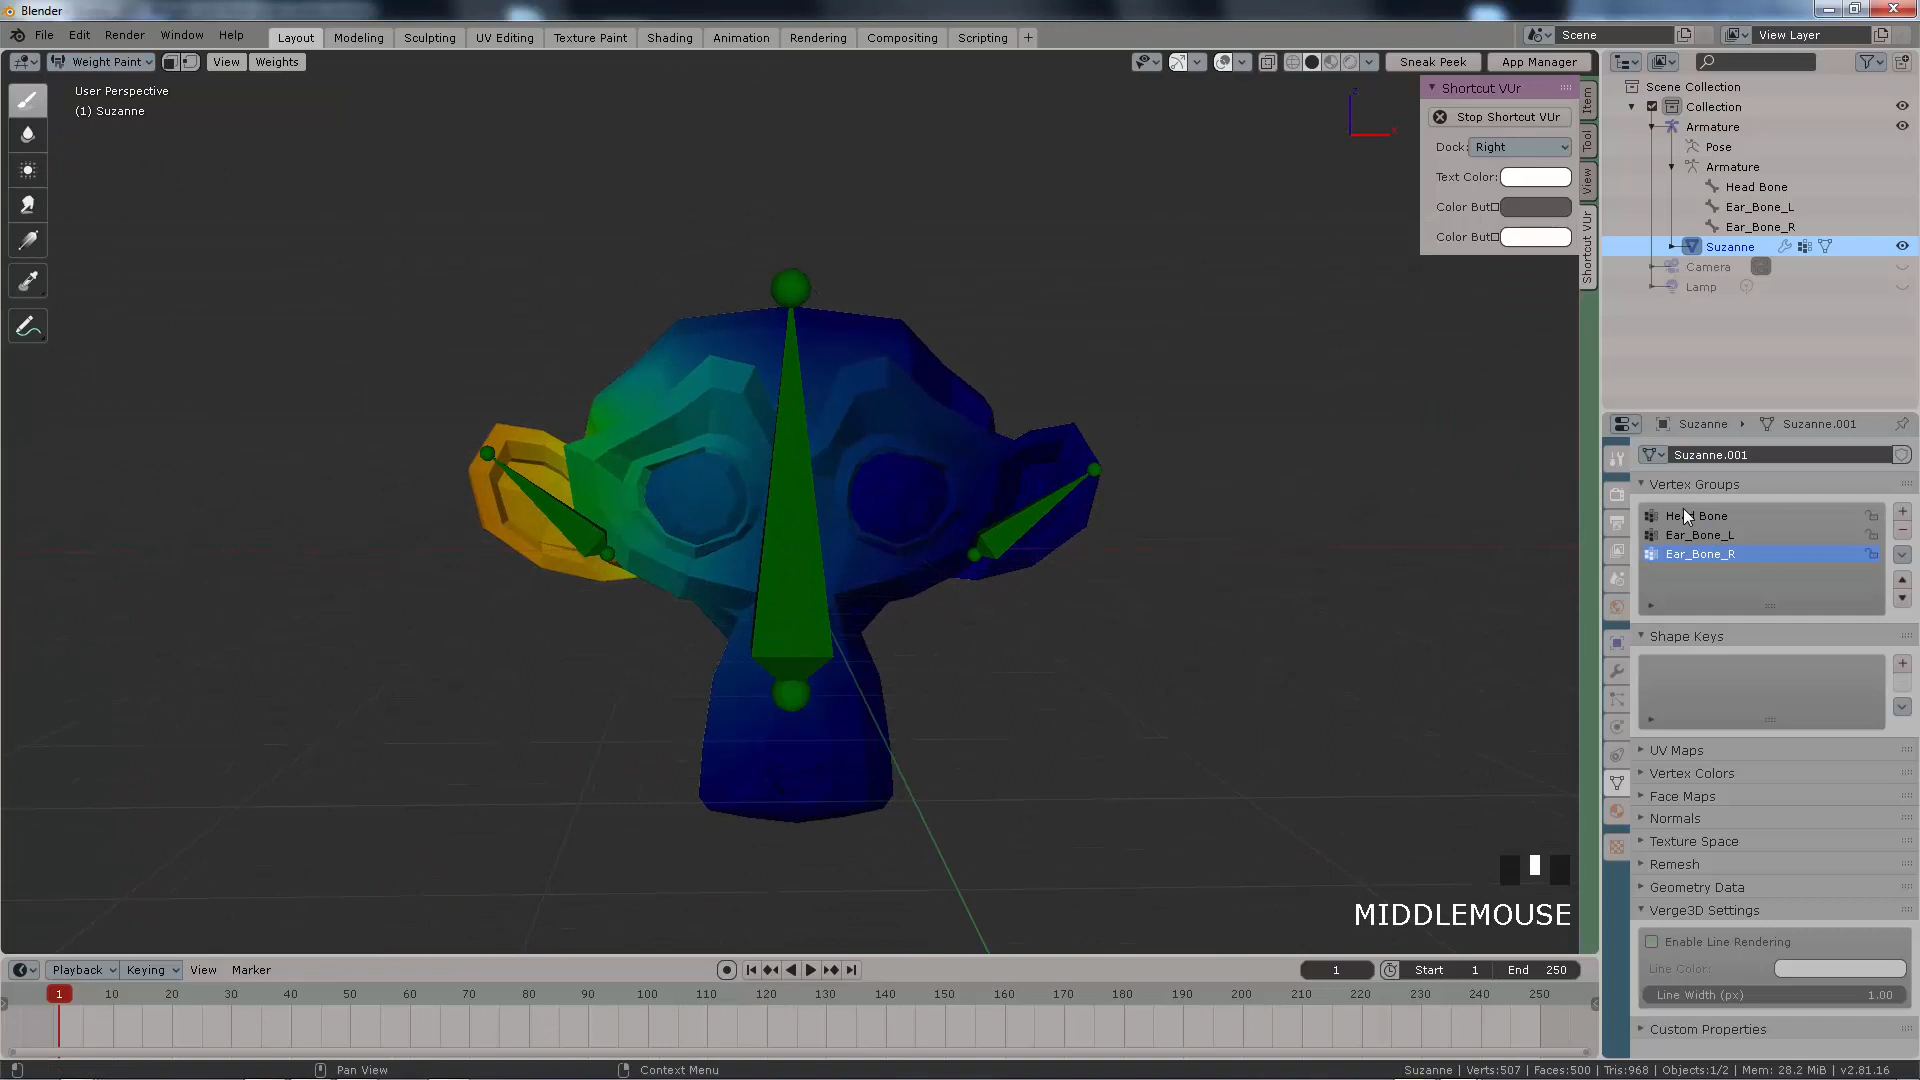 Blender
File Edit Render Window Help Layout Modeling Sculpting UV Editing Texture Paint Shading Animation Rendering Compositing Scripting + Scene View Layer
Weight Paint View Weights Sneak Peek App Manager
User Perspective
(1) Suzanne
Shortcut VUr
Stop Shortcut VUr
Dock: Right
Text Color:
Color But
Color But
Item
Tool
View
Shortcut VUr
Scene Collection
Collection
Armature
Pose
Armature
Head Bone
Ear_Bone_L
Ear_Bone_R
Suzanne
Camera
Lamp
Suzanne Suzanne.001
Suzanne.001
Vertex Groups
Bone
Ear_Bone_L
Ear_Bone_R
Shape Keys
UV Maps
Vertex Colors
Face Maps
Normals
Texture Space
Remesh
Geometry Data
Verge3D Settings
Enable Line Rendering
Line Color:
Line Width (px) 1.00
Custom Properties
MIDDLEMOUSE
Playback Keying View Marker 1 Start 1 End 250
1 10 20 30 40 50 60 70 80 90 100 110 120 130 140 150 160 170 180 190 200 210 220 230 240 250
Pan View Context Menu Suzanne | Verts:507 | Faces:500 | Tris:968 | Objects:1/2 | Mem: 28.2 MiB | v2.81.16